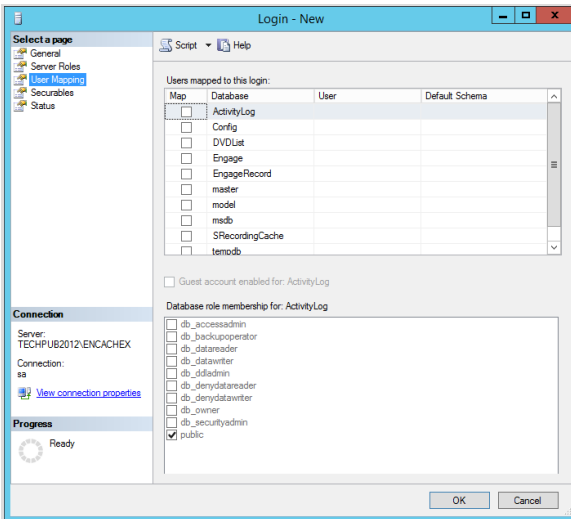 Login - New
Select a page
General
Server Roles
User Mapping
Securables
Status
Script Help
Users mapped to this login:
Map Database User Default Schema
ActivityLog
Config
DVDList
Engage
EngageRecord
master
model
msdb
SRecordingCache
tempdb
Guest account enabled for: ActivityLog
Database role membership for: ActivityLog
db_accessadmin
db_backupoperator
db_datareader
db_datawriter
db_ddladmin
db_denydatareader
db_denydatawriter
db_owner
db_securityadmin
public
Connection
Server:
TECHPUB2012\ENCACHEX
Connection:
sa
View connection properties
Progress
Ready
OK Cancel